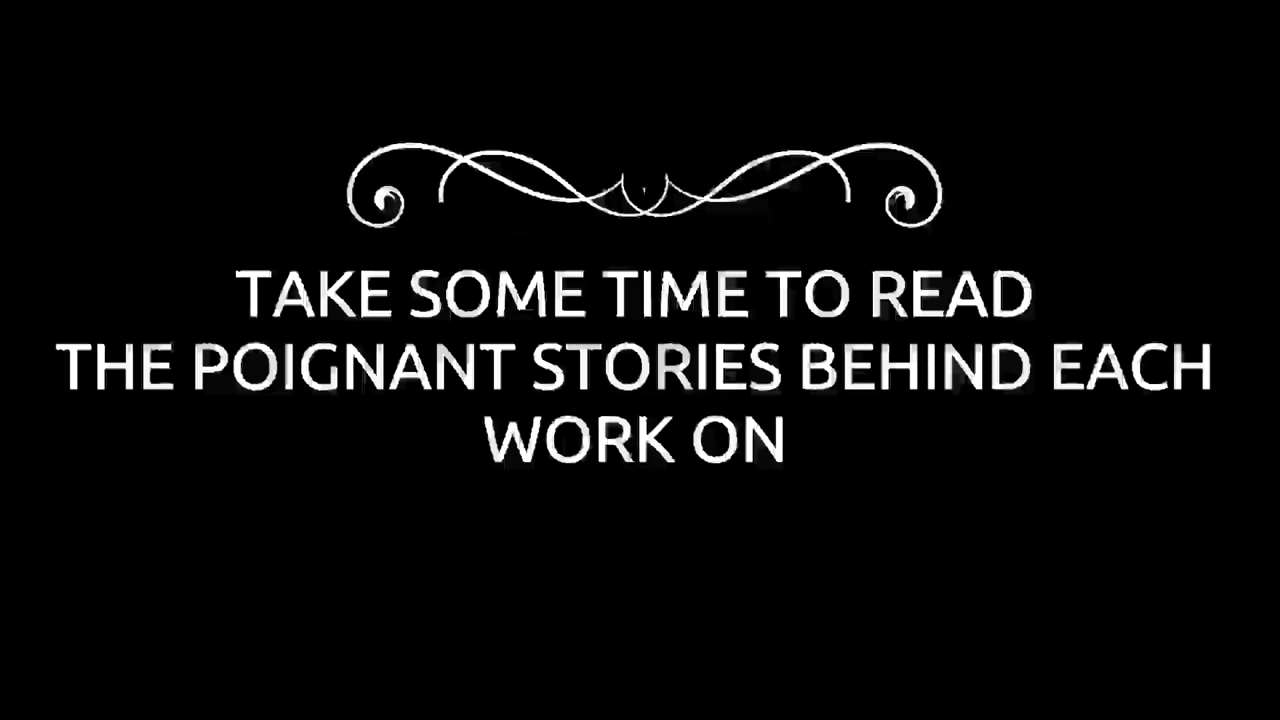 TAKE SOME TIME TO READ
THE POIGNANT STORIES BEHIND EACH
WORK ON